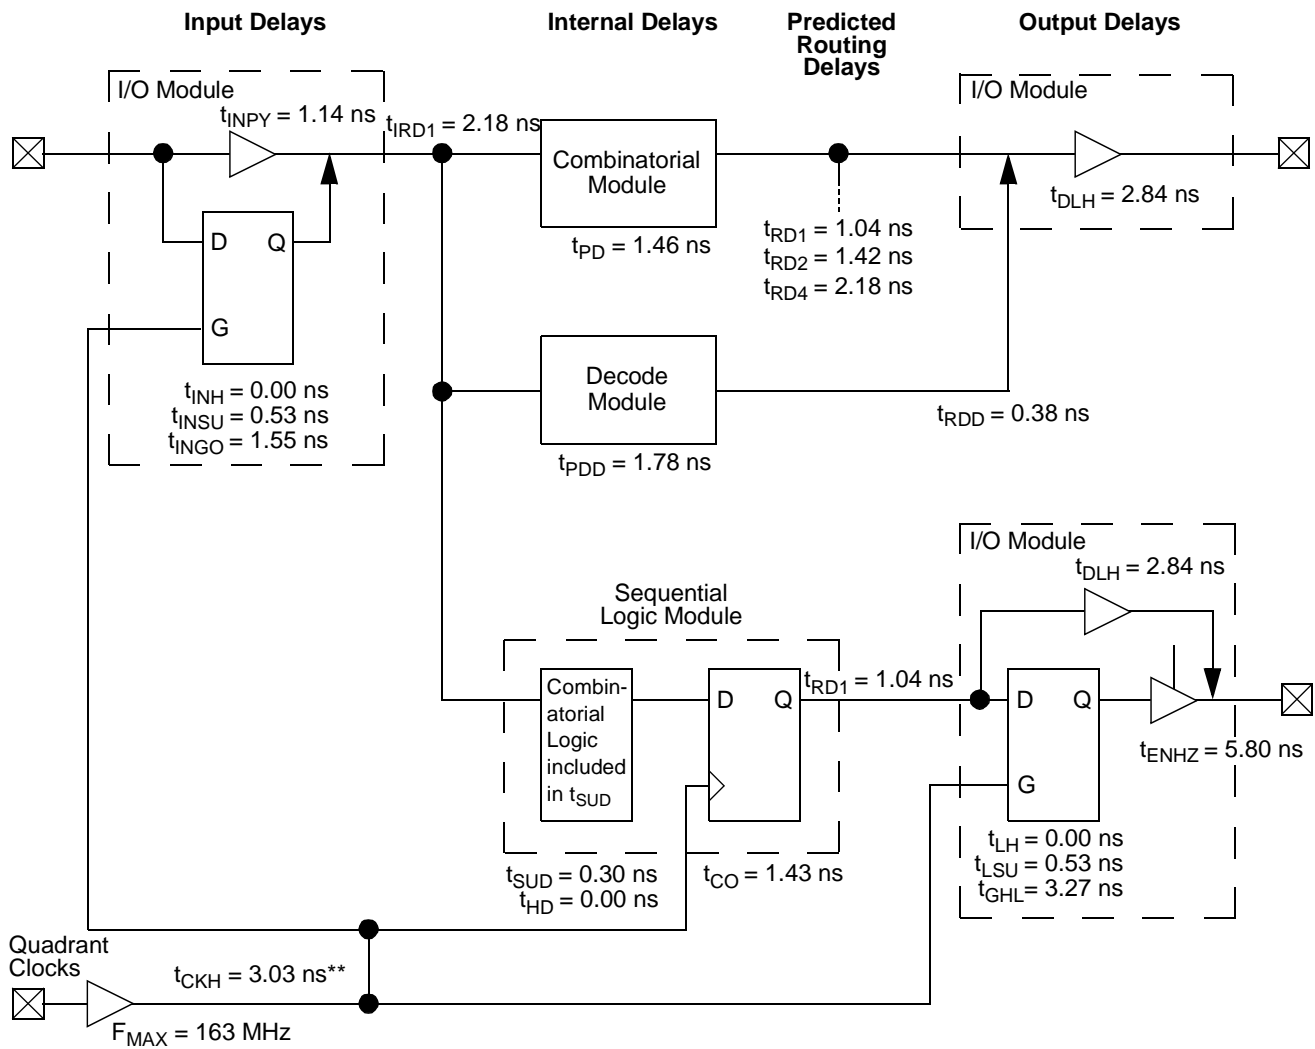 Input Delays
Internal Delays
Predicted
Routing
Delays
Output Delays
I/O Module
tINPY = 1.14 ns
tIRD1 = 2.18 ns
D
Q
G
tINH = 0.00 ns
tINSU = 0.53 ns
tINGO = 1.55 ns
Combinatorial
Module
tPD = 1.46 ns
tRD1 = 1.04 ns
tRD2 = 1.42 ns
tRD4 = 2.18 ns
I/O Module
tDLH = 2.84 ns
Decode
Module
tPDD = 1.78 ns
tRDD = 0.38 ns
Sequential
Logic Module
Combin-
atorial
Logic
included
in tSUD
D
Q
tSUD = 0.30 ns
tHD = 0.00 ns
tCO = 1.43 ns
tRD1 = 1.04 ns
I/O Module
tDLH = 2.84 ns
D
Q
G
tENHZ = 5.80 ns
tLH = 0.00 ns
tLSU = 0.53 ns
tGHL = 3.27 ns
Quadrant
Clocks
tCKH = 3.03 ns**
FMAX = 163 MHz